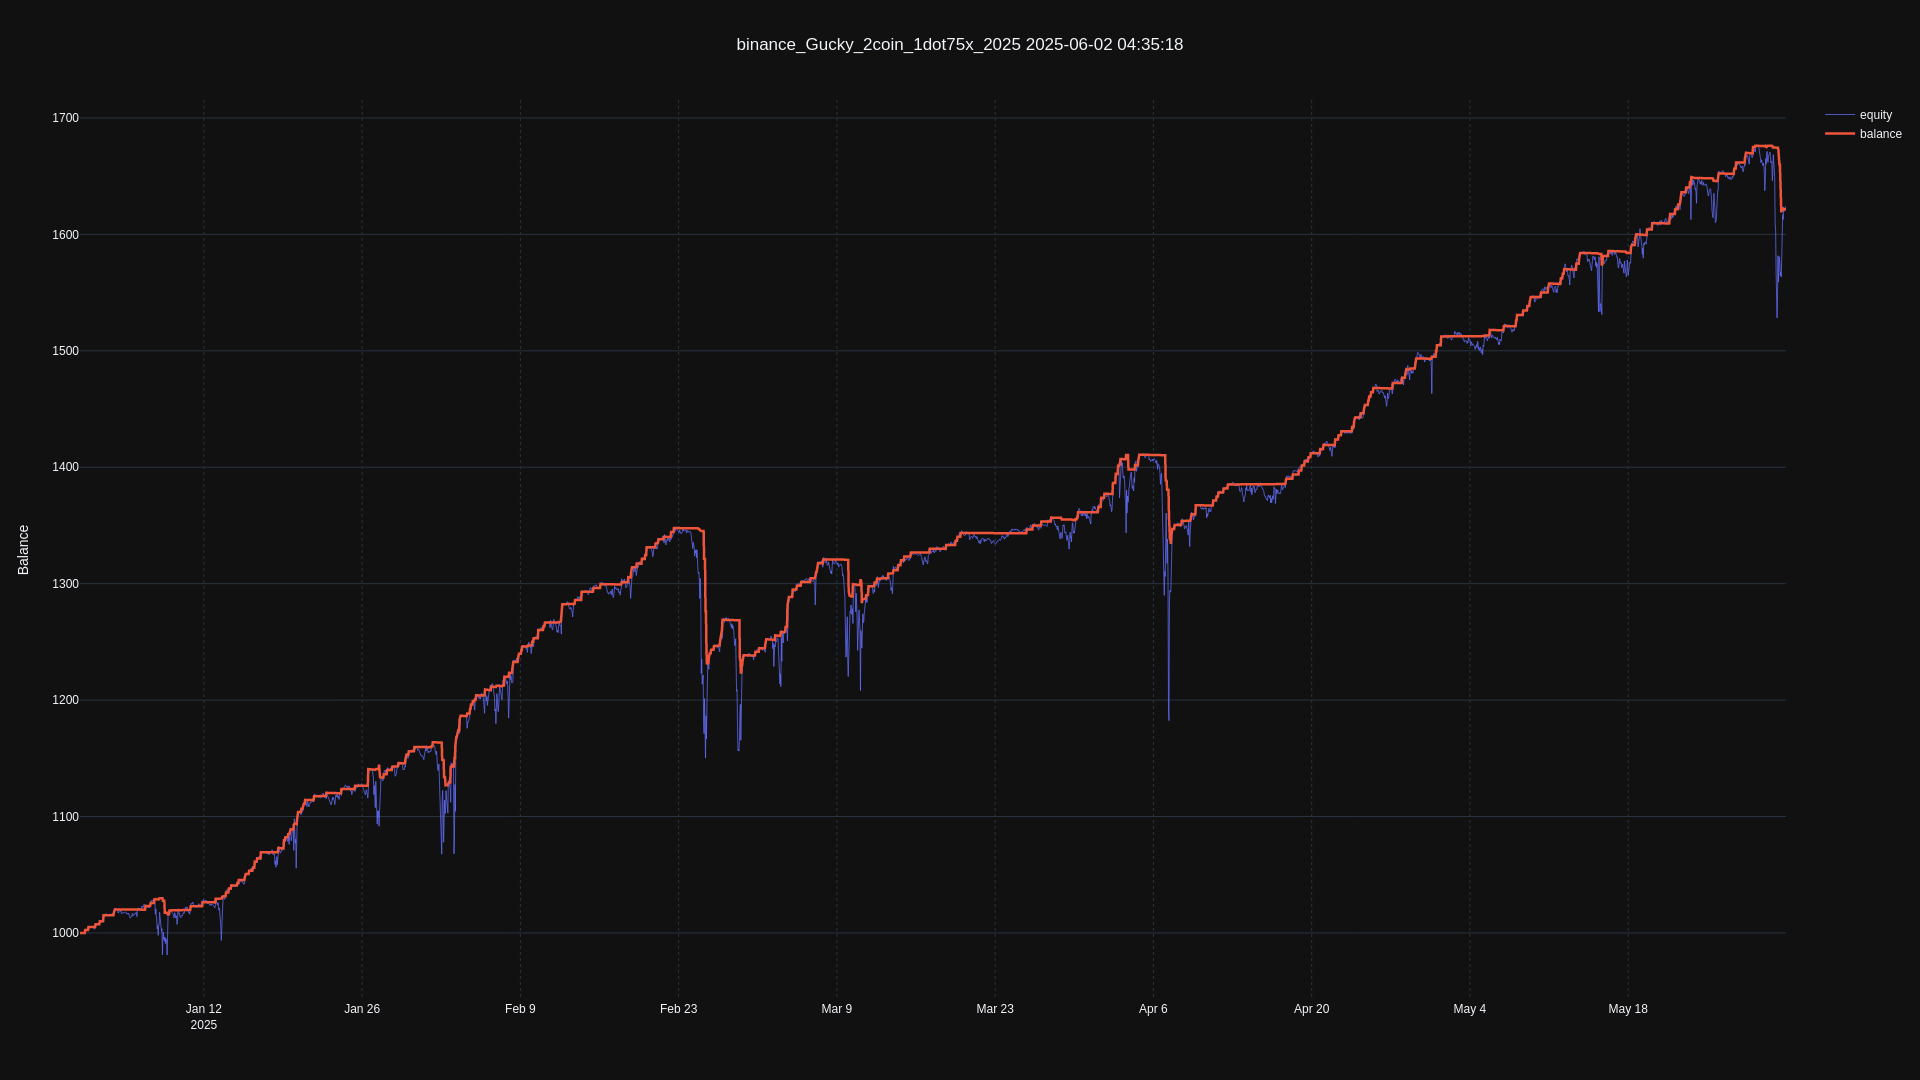 binance_Gucky_2coin_1dot75x_2025 2025-06-02 04:35:18
equity
balance
1700
1600
1500
1400
1300
1200
1100
1000
Balance
Jan 12
2025
Jan 26
Feb 9
Feb 23
Mar 9
Mar 23
Apr 6
Apr 20
May 4
May 18